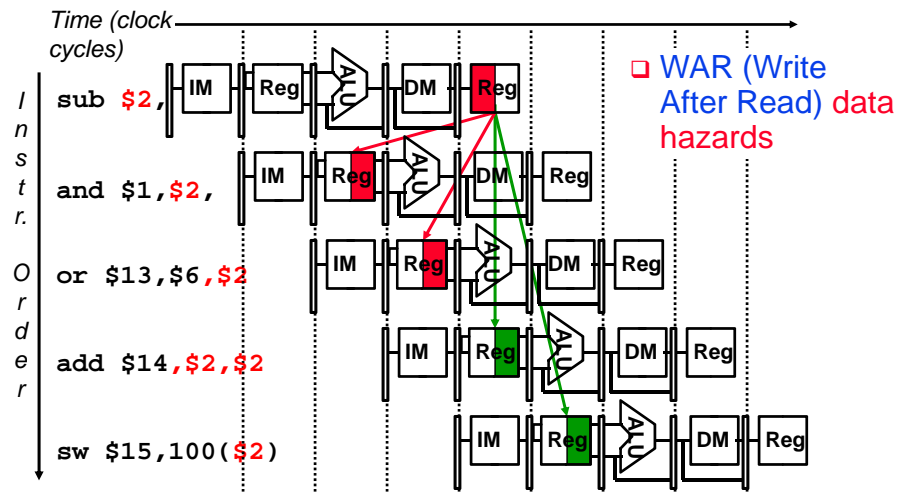 Time (clock
cycles)
Instr. Order
❑ WAR (Write
After Read) data
hazards
sub $2, IM Reg ALU DM Reg
and $1,$2, IM Reg ALU DM Reg
or $13,$6,$2 IM Reg ALU DM Reg
add $14,$2,$2 IM Reg ALU DM Reg
sw $15,100($2) IM Reg ALU DM Reg